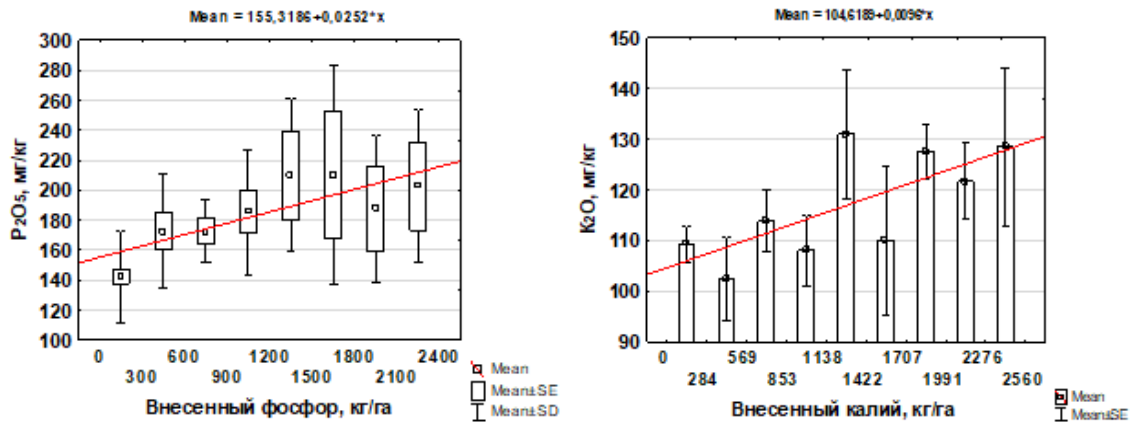 Mean = 155,3186+0,0252*x
300
280
260
240
220
200
180
160
140
120
100
P₂O₅, мг/кг
0 600 1200 1800 2400
300 900 1500 2100
Внесенный фосфор, кг/га
Mean
Mean±SE
Mean±SD
Mean = 104,6189+0,0096*x
150
140
130
120
110
100
90
K₂O, мг/кг
0 569 1138 1707 2276
284 853 1422 1991 2560
Внесенный калий, кг/га
Mean
Mean±SE